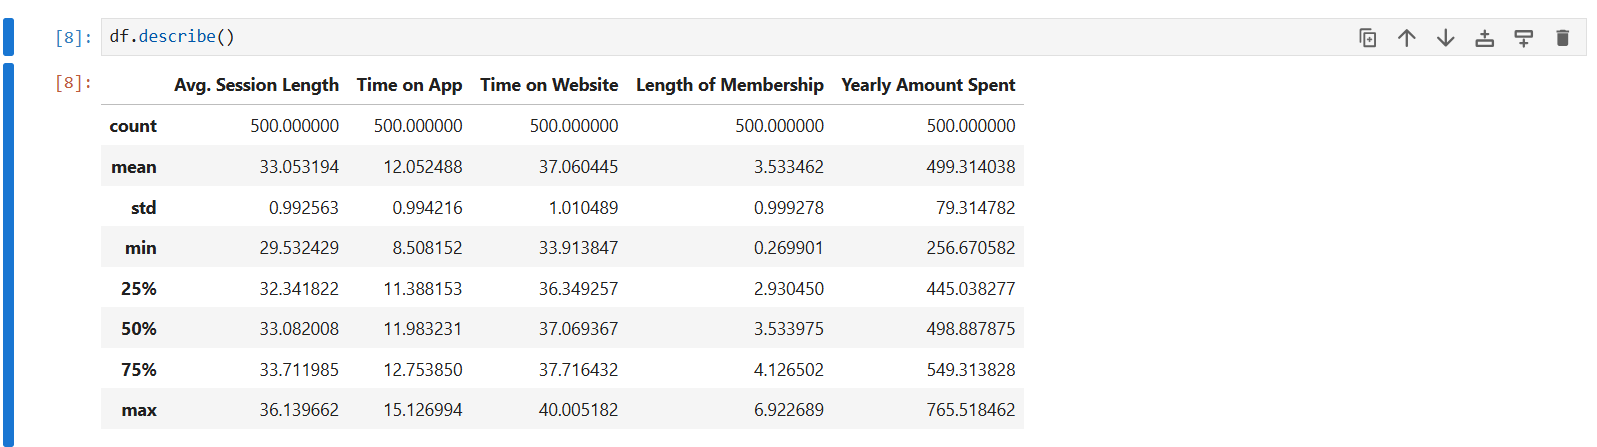 [8]: df.describe()
[8]:
Avg. Session Length Time on App Time on Website Length of Membership Yearly Amount Spent
count 500.000000 500.000000 500.000000 500.000000 500.000000
mean 33.053194 12.052488 37.060445 3.533462 499.314038
std 0.992563 0.994216 1.010489 0.999278 79.314782
min 29.532429 8.508152 33.913847 0.269901 256.670582
25% 32.341822 11.388153 36.349257 2.930450 445.038277
50% 33.082008 11.983231 37.069367 3.533975 498.887875
75% 33.711985 12.753850 37.716432 4.126502 549.313828
max 36.139662 15.126994 40.005182 6.922689 765.518462